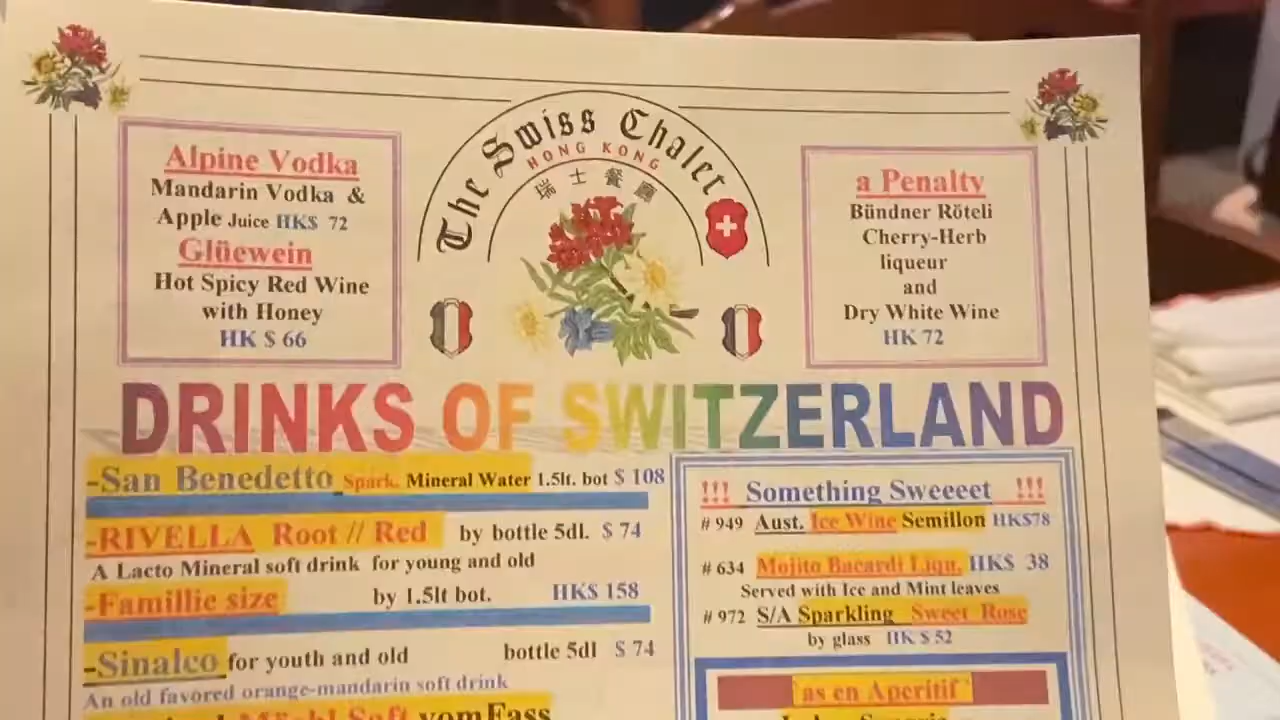 The Swiss Chalet
HONG KONG
瑞士餐廳
Alpine Vodka
Mandarin Vodka &
Apple Juice HK$ 72
Glüewein
Hot Spicy Red Wine
with Honey
HK $ 66
a Penalty
Bündner Röteli
Cherry-Herb
liqueur
and
Dry White Wine
HK 72
DRINKS OF SWITZERLAND
-San Benedetto Spark. Mineral Water 1.5lt. bot $ 108
-RIVELLA Root // Red by bottle 5dl. $ 74
A Lacto Mineral soft drink for young and old
-Famillie size by 1.5lt bot. HK$ 158
-Sinalco for youth and old bottle 5dl $ 74
An old favored orange-mandarin soft drink
vom Fass
!!! Something Sweeeet !!!
# 949 Aust. Ice Wine Semillon HK$78
# 634 Mojito Bacardi Liqu. HK$ 38
Served with Ice and Mint leaves
# 972 S/A Sparkling Sweet Rose
by glass HK $ 52
'as en Aperitif'